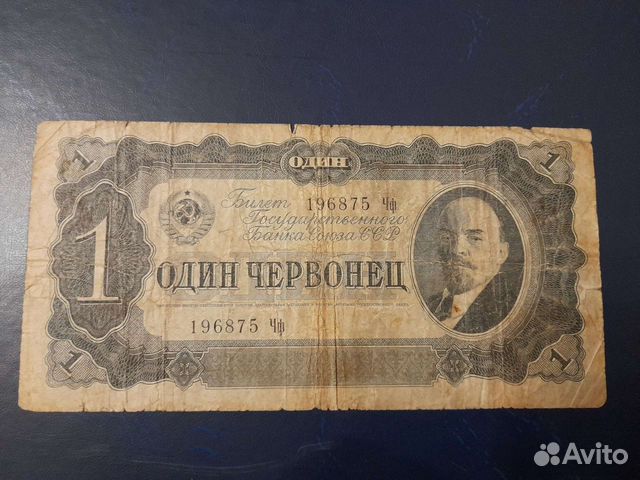 1 1
ОДИН
Билет 196875 Чф
Государственного
Банка Союза ССР
1
ОДИН ЧЕРВОНЕЦ
196875 Чф
1 X X 1
Avito